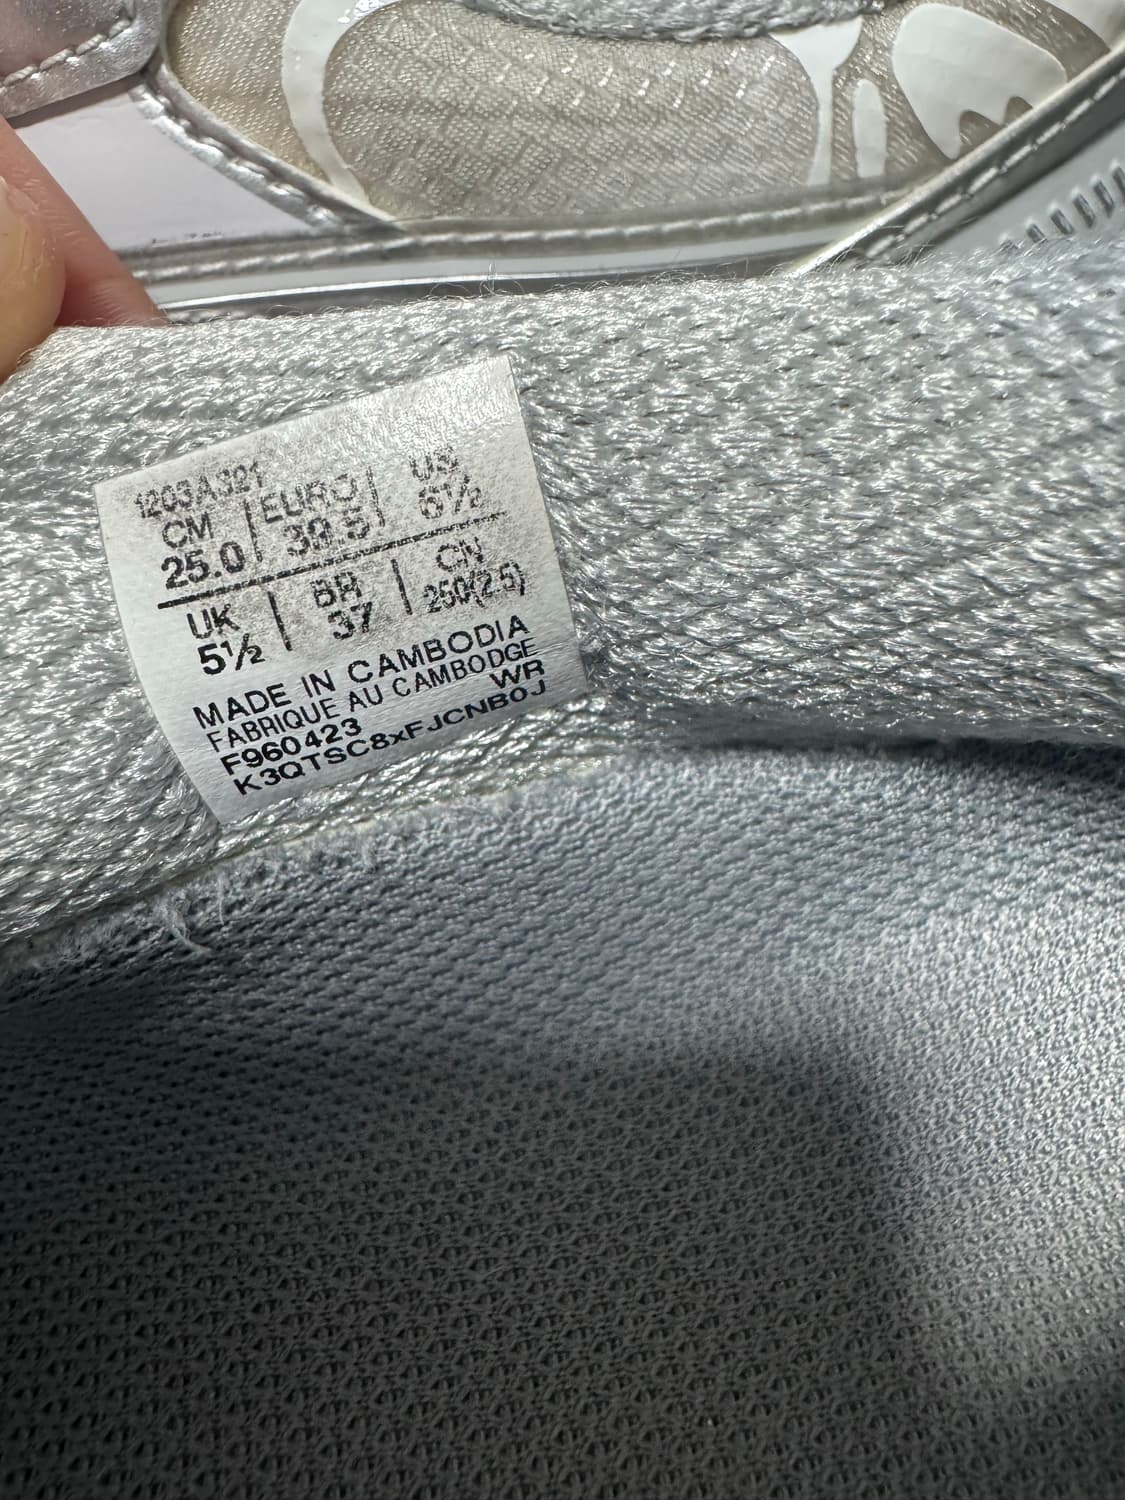 1203A321
CM EURO US
25.0 39.5 6½
UK BR CN
5½ 37 250(2.5)
MADE IN CAMBODIA
FABRIQUE AU CAMBODGE
F960423 WR
K3QTSC8xFJCNB0J